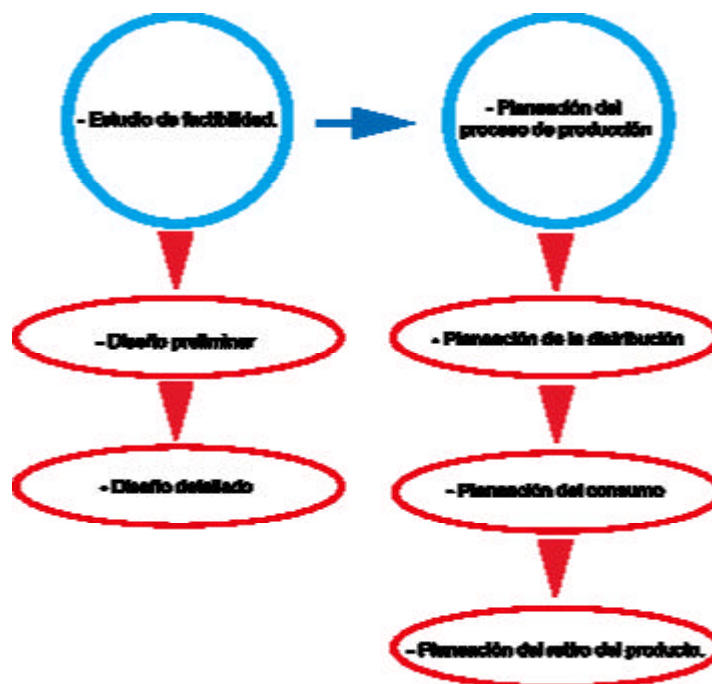 - Estudio de factibilidad.
- Planeación del
proceso de producción
- Diseño preliminar
- Planeación de la distribución
- Diseño detallado
- Planeación del consumo
- Planeación del retiro del producto.